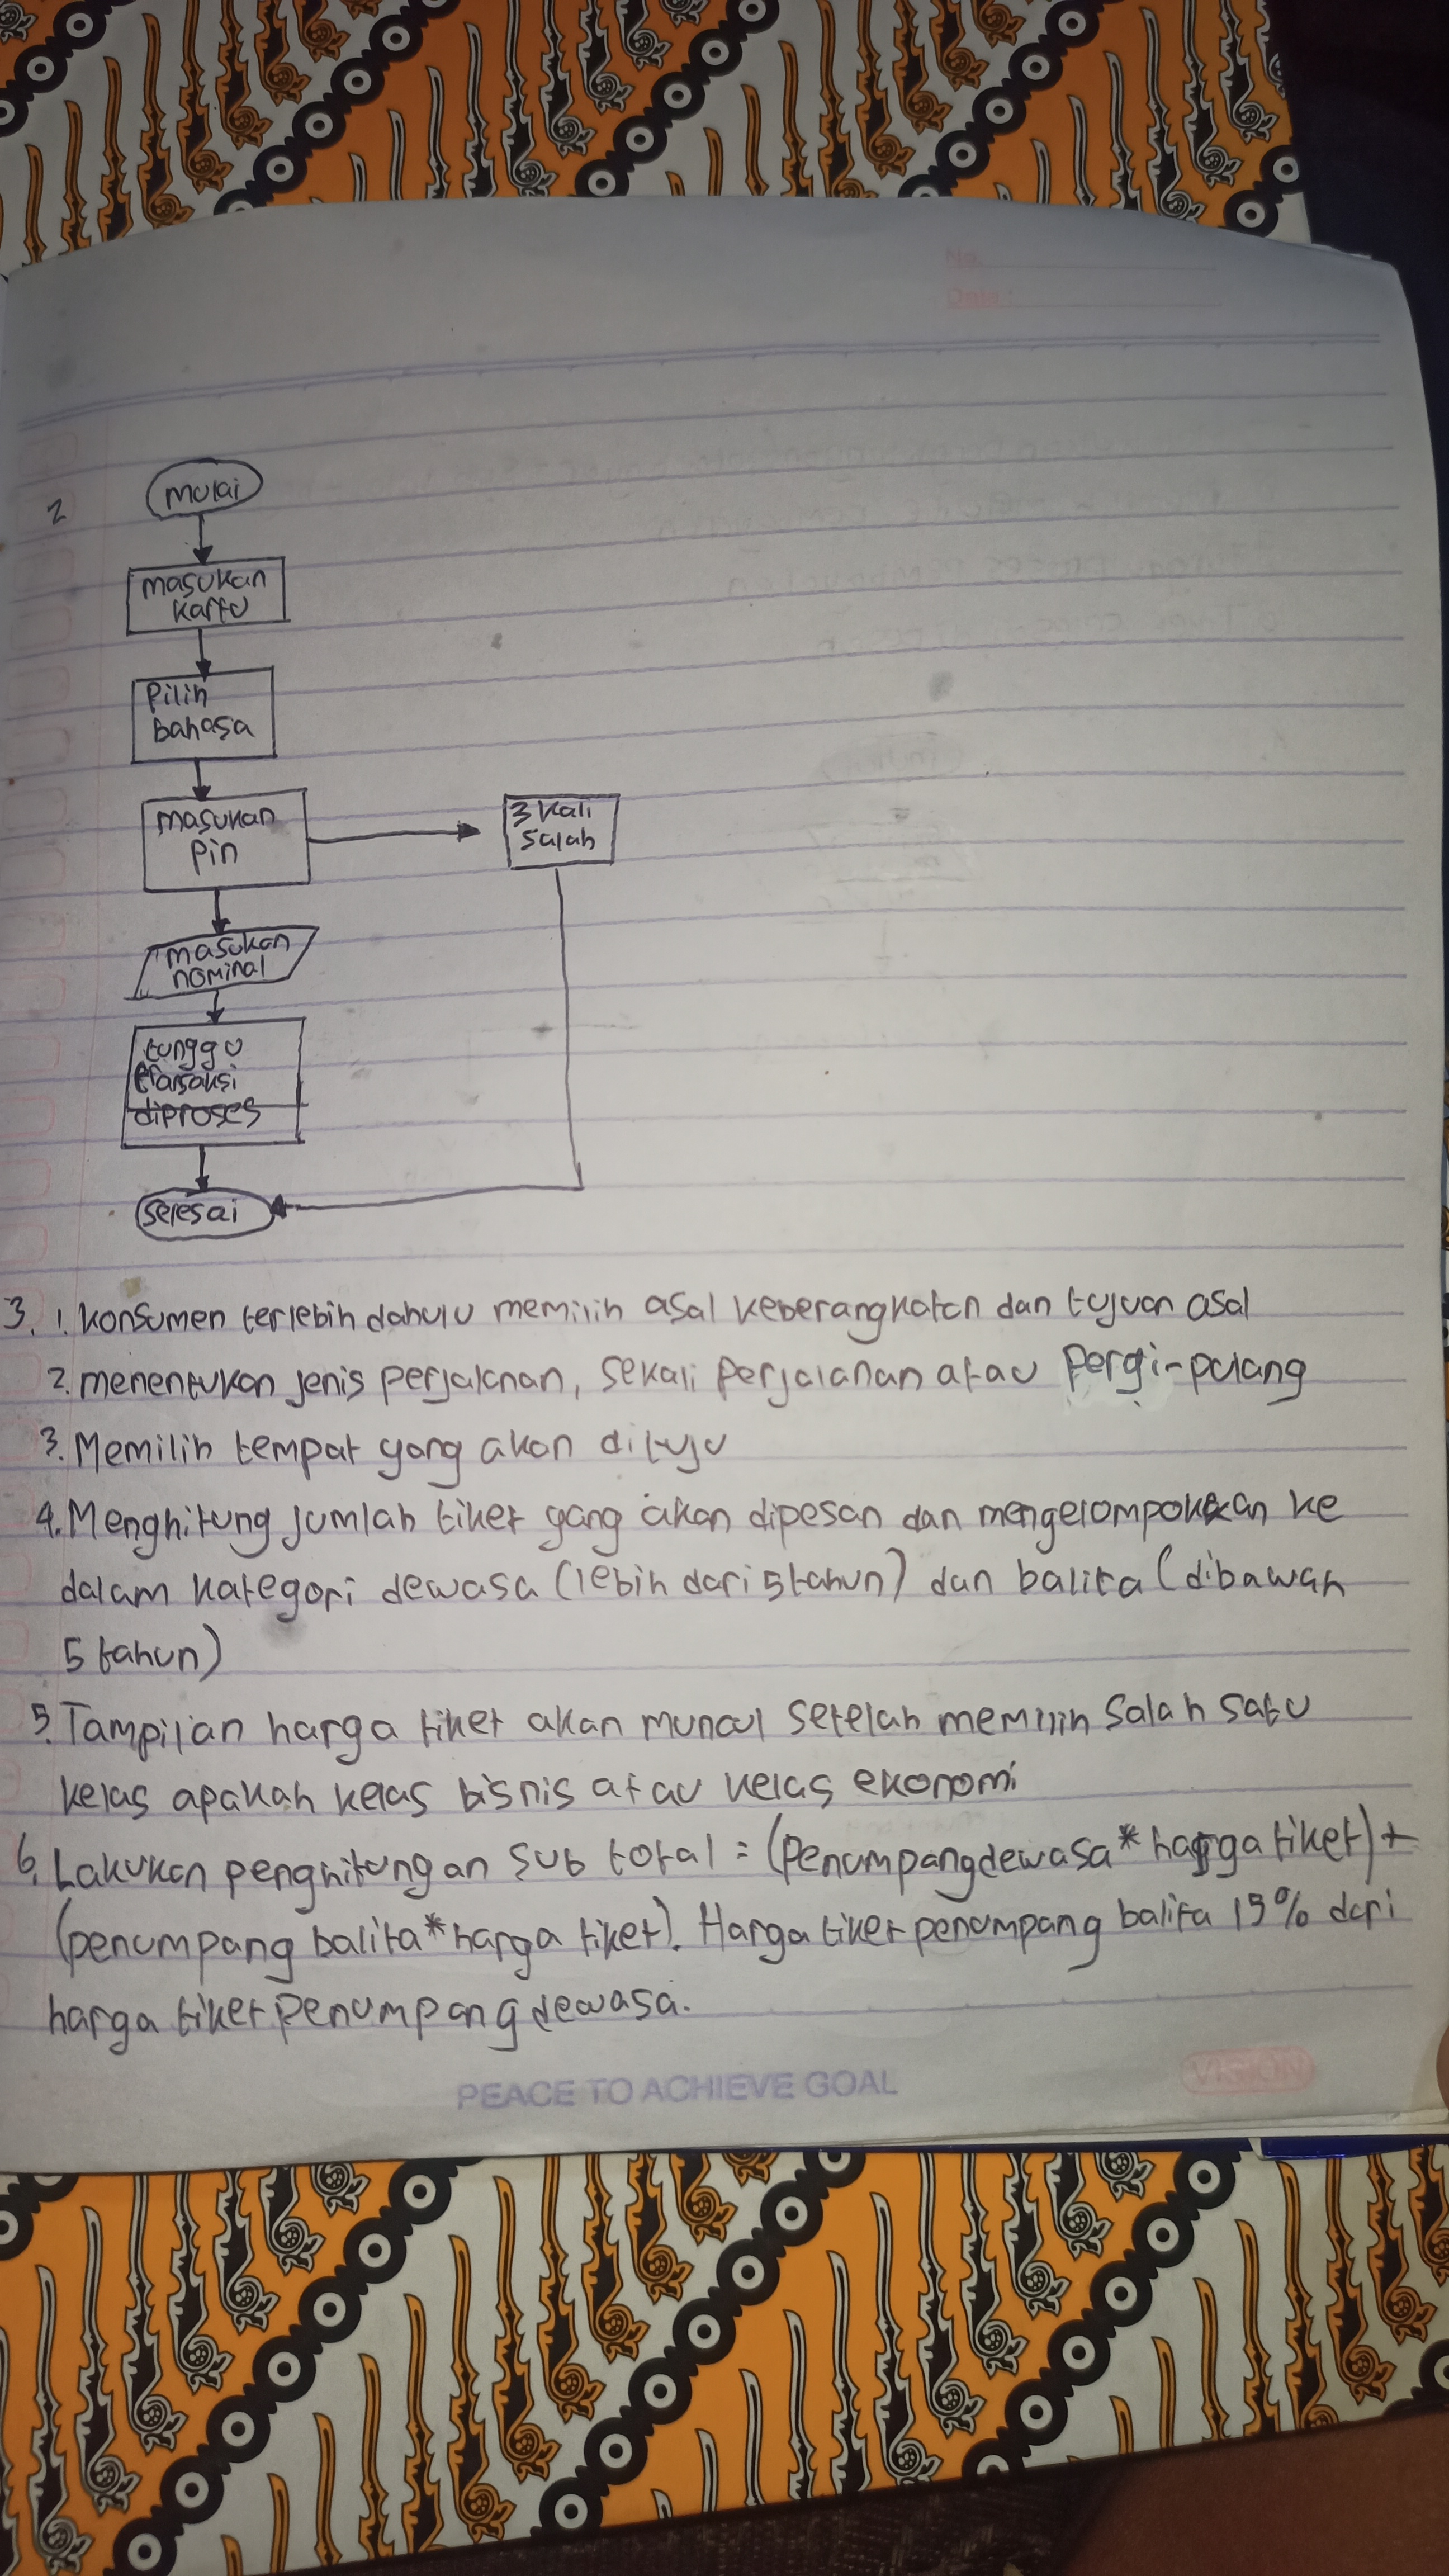 No.
Date:
2
mulai
masukan
kartu
Pilih
bahasa
masukan
pin
3 kali
salah
masukan
nominal
tunggu
diproses
selesai
3. 1. Konsumen terlebih dahulu memilih asal keberangkatan dan tujuan asal
2. menentukan jenis perjalanan, sekali perjalanan atau pergi-pulang
3. Memilih tempat yang akan dituju
4. Menghitung jumlah tiket yang akan dipesan dan mengelompokkan ke
dalam kategori dewasa (lebih dari 5 tahun) dan balita (dibawah
5 tahun)
5. Tampilan harga tiket akan muncul setelah memilih salah satu
kelas apakah kelas bisnis atau kelas ekonomi
6. Lakukan penghitungan sub total = (Penumpang dewasa * harga tiket) +
(penumpang balita * harga tiket). Harga tiket penumpang balita 15% dari
harga tiket penumpang dewasa.
PEACE TO ACHIEVE GOAL
VISION